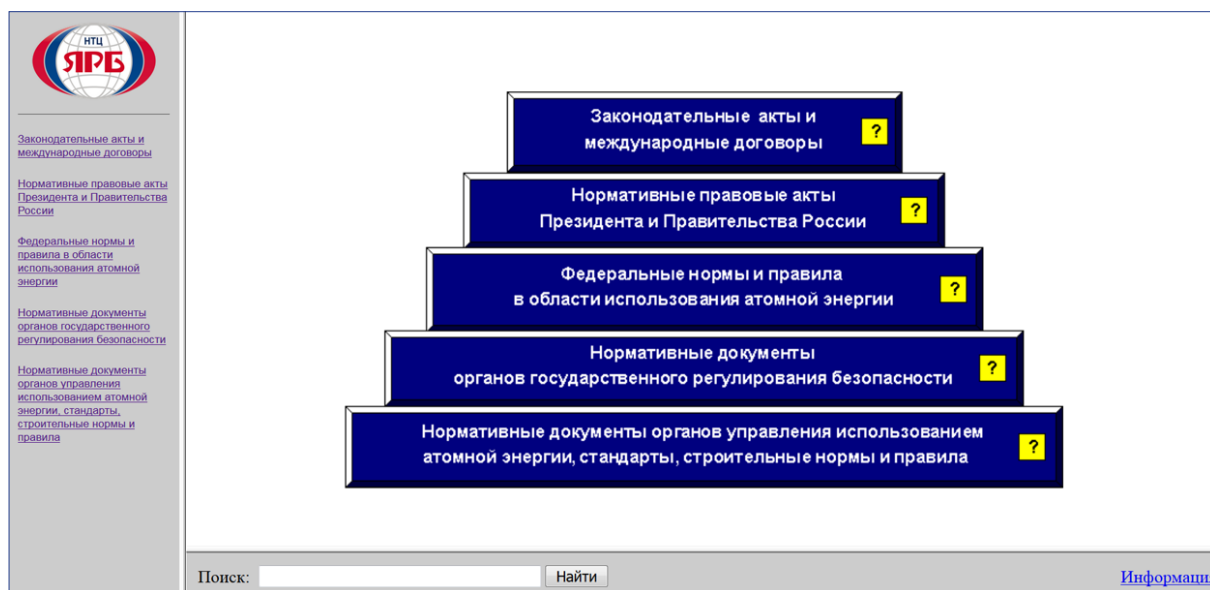 НТЦ
ЯРБ
Законодательные акты и
международные договоры
Нормативные правовые акты
Президента и Правительства
России
Федеральные нормы и
правила в области
использования атомной
энергии
Нормативные документы
органов государственного
регулирования безопасности
Нормативные документы
органов управления
использованием атомной
энергии, стандарты,
строительные нормы и
правила
Законодательные акты и
международные договоры
?
Нормативные правовые акты
Президента и Правительства России
?
Федеральные нормы и правила
в области использования атомной энергии
?
Нормативные документы
органов государственного регулирования безопасности
?
Нормативные документы органов управления использованием
атомной энергии, стандарты, строительные нормы и правила
?
Поиск: Найти Информация